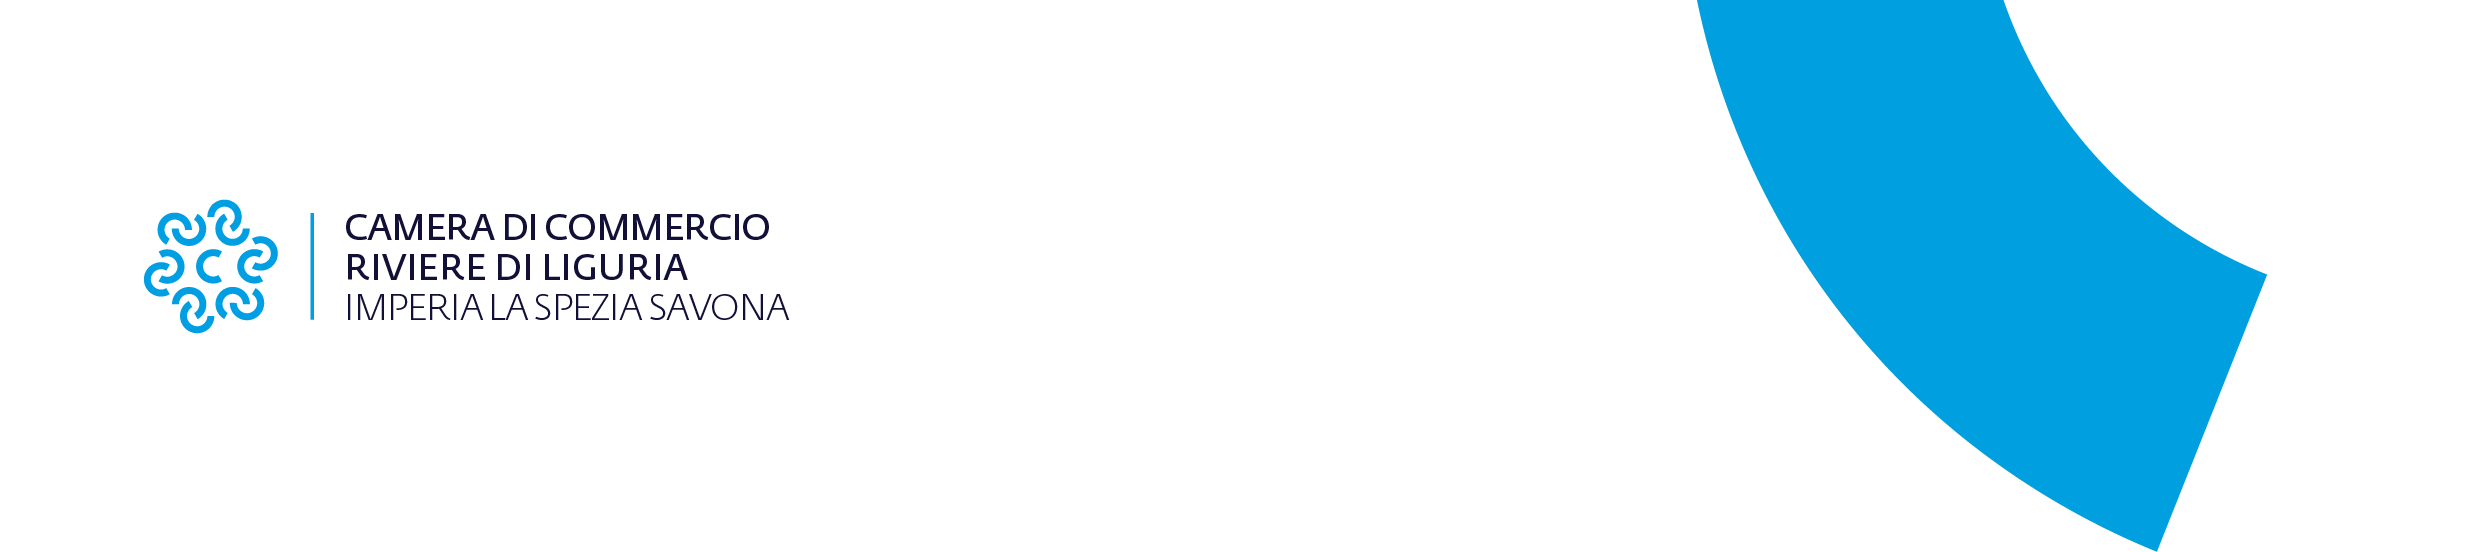 CAMERA DI COMMERCIO
RIVIERE DI LIGURIA
IMPERIA LA SPEZIA SAVONA